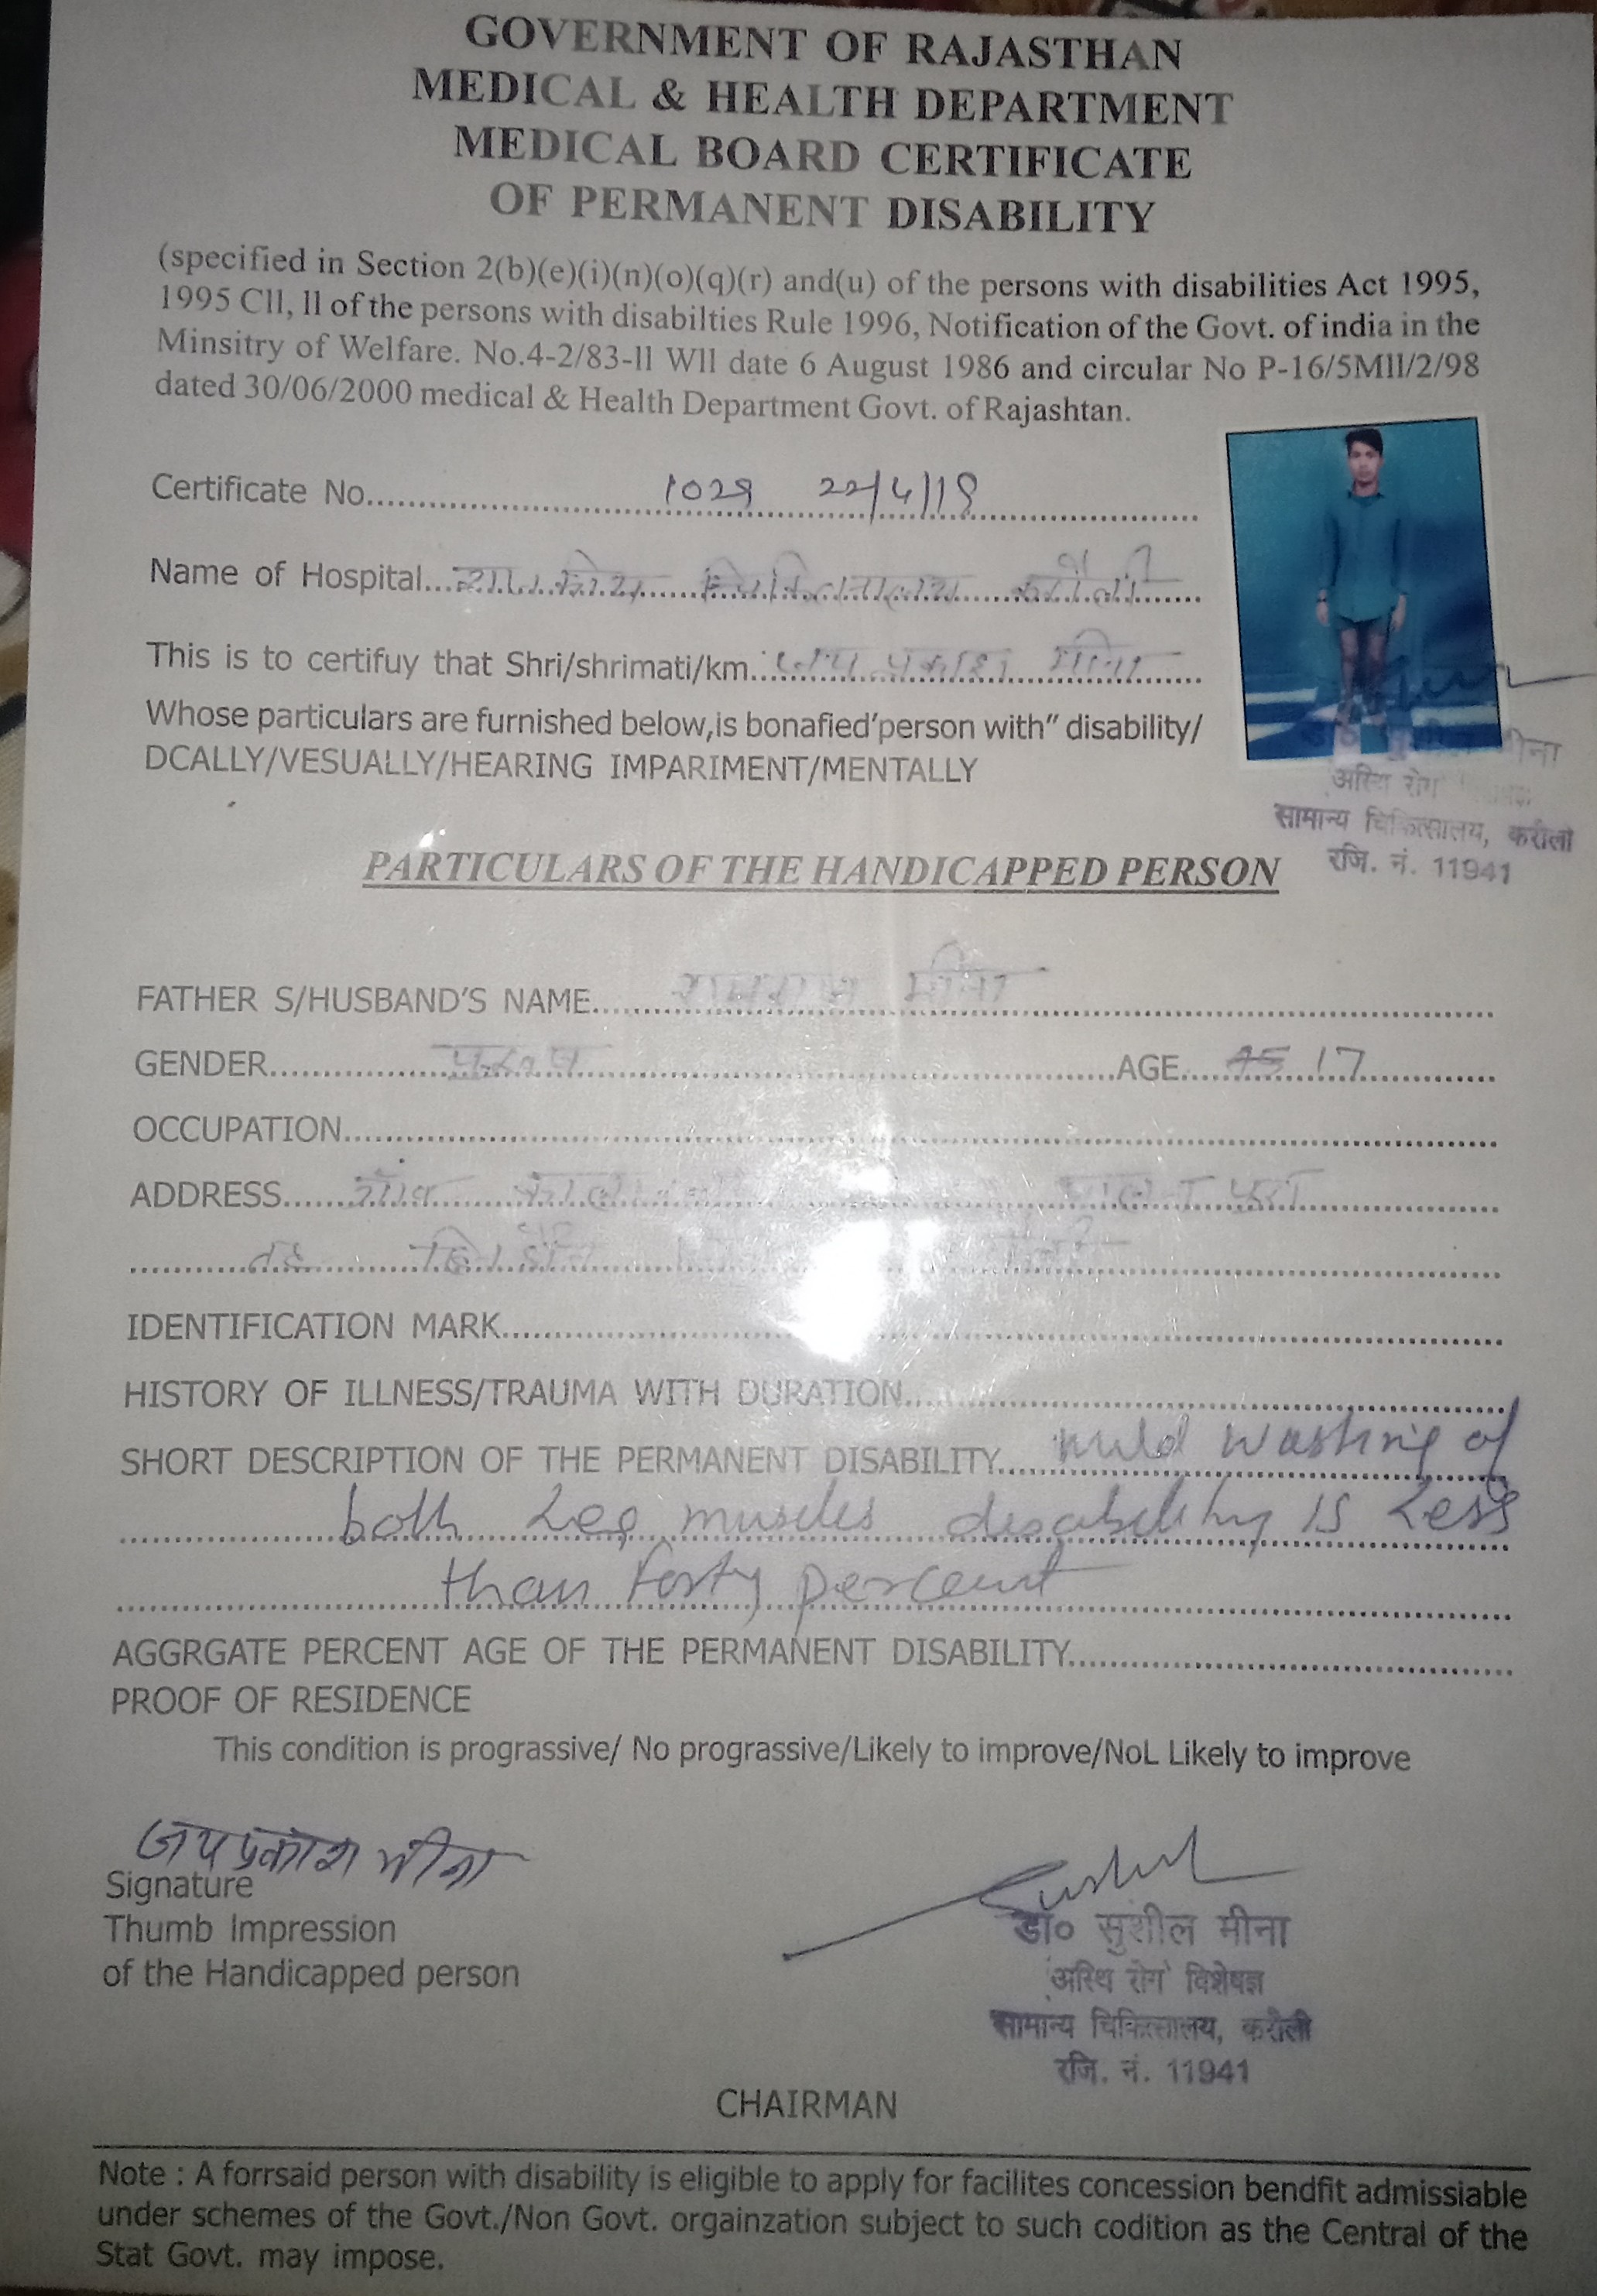 GOVERNMENT OF RAJASTHAN
MEDICAL & HEALTH DEPARTMENT
MEDICAL BOARD CERTIFICATE
OF PERMANENT DISABILITY
(specified in Section 2(b)(e)(i)(n)(o)(q)(r) and(u) of the persons with disabilities Act 1995,
1995 CII, II of the persons with disabilties Rule 1996, Notification of the Govt. of india in the
Minsitry of Welfare. No.4-2/83-II WII date 6 August 1986 and circular No P-16/5MII/2/98
dated 30/06/2000 medical & Health Department Govt. of Rajashtan.
Certificate No. 1029 22/4/19
Name of Hospital... चिकित्सालय करौली
This is to certifuy that Shri/shrimati/km. जय प्रकाश मीना
Whose particulars are furnished below,is bonafied'person with" disability/
DCALLY/VESUALLY/HEARING IMPARIMENT/MENTALLY
मीना
अस्थि रोग
सामान्य चिकित्सालय, करौली
रजि. नं. 11941
PARTICULARS OF THE HANDICAPPED PERSON
FATHER S/HUSBAND'S NAME. मीना
GENDER. AGE. 17
OCCUPATION.
ADDRESS. गांव
तह. हिण्डौन
IDENTIFICATION MARK.
HISTORY OF ILLNESS/TRAUMA WITH DURATION.
SHORT DESCRIPTION OF THE PERMANENT DISABILITY. mild wasting of
both Leg muscles disability is Less
than forty percent
AGGRGATE PERCENT AGE OF THE PERMANENT DISABILITY.
PROOF OF RESIDENCE
This condition is prograssive/ No prograssive/Likely to improve/NoL Likely to improve
जयप्रकाश मीना
Signature
Thumb Impression
of the Handicapped person
Sushil
डॉ० सुशील मीना
अस्थि रोग विशेषज्ञ
सामान्य चिकित्सालय, करौली
रजि. नं. 11941
CHAIRMAN
Note : A forrsaid person with disability is eligible to apply for facilites concession bendfit admissiable
under schemes of the Govt./Non Govt. orgainzation subject to such codition as the Central of the
Stat Govt. may impose.